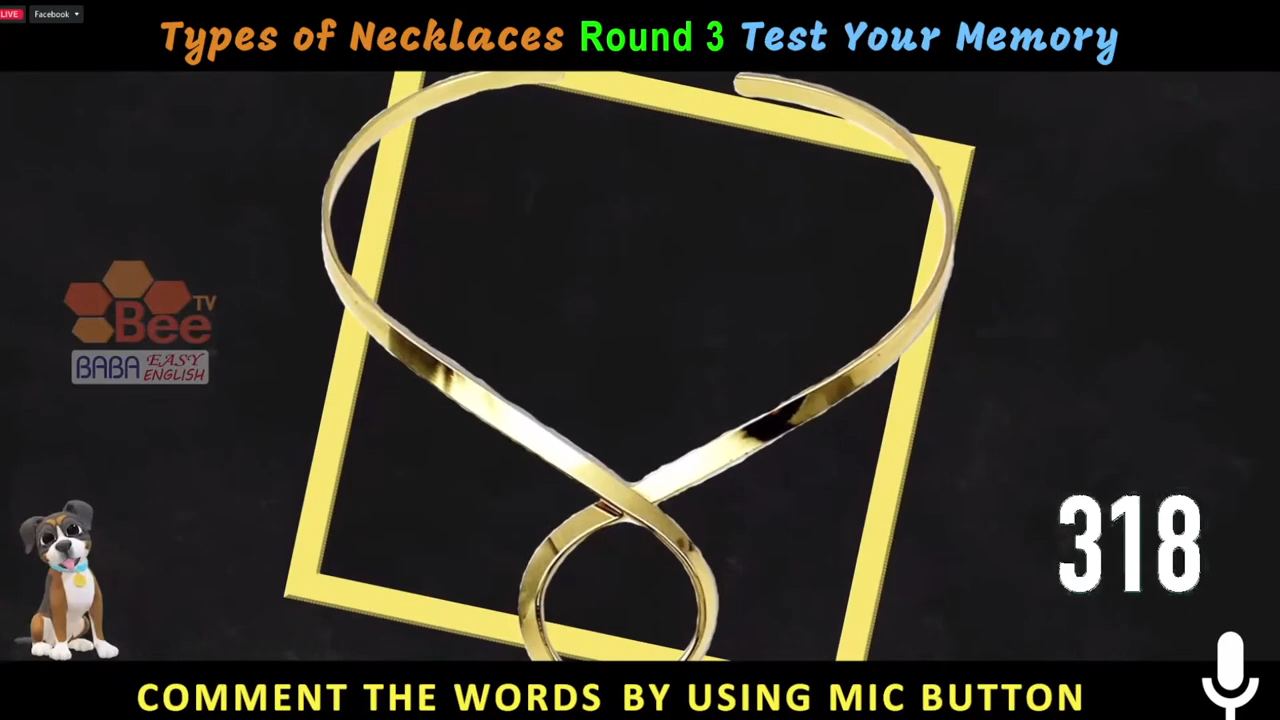 LIVE
Facebook
Types of Necklaces Round 3 Test Your Memory
Bee TV
BABA EASY ENGLISH
318
COMMENT THE WORDS BY USING MIC BUTTON